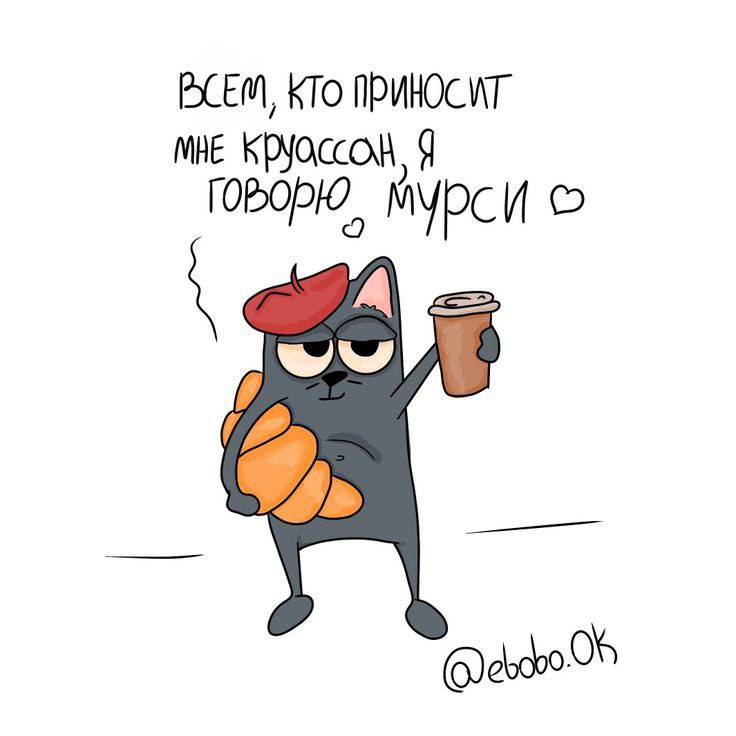 ВСЕМ, КТО ПРИНОСИТ
МНЕ КРУАССАН, Я
ГОВОРЮ МУРСИ ♡
@ebobo.OK